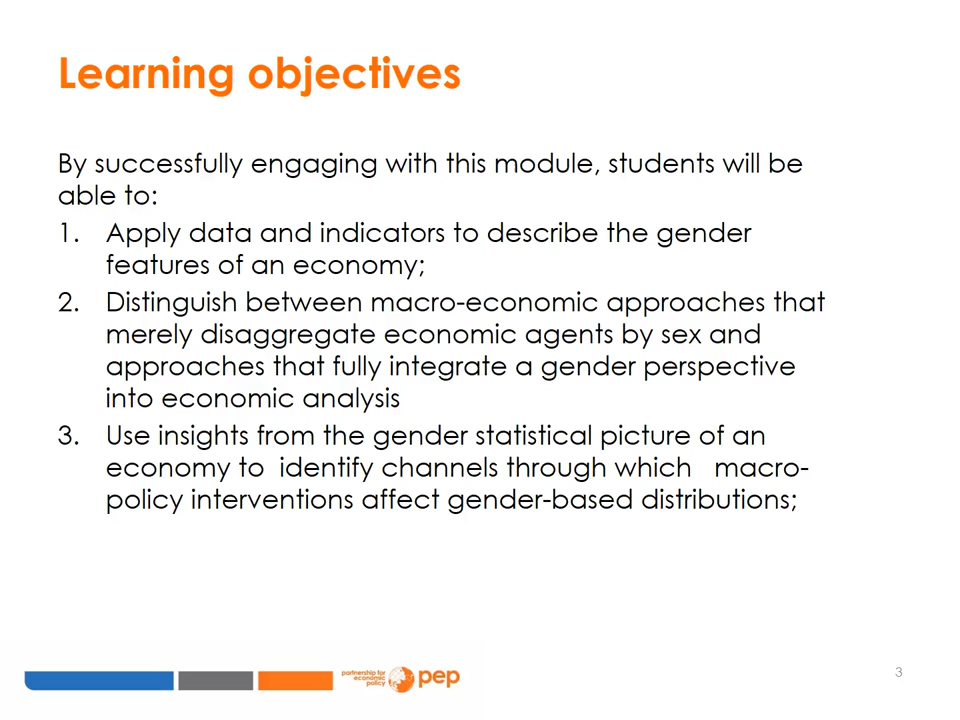 Learning objectives
By successfully engaging with this module, students will be
able to:
1. Apply data and indicators to describe the gender
features of an economy;
2. Distinguish between macro-economic approaches that
merely disaggregate economic agents by sex and
approaches that fully integrate a gender perspective
into economic analysis
3. Use insights from the gender statistical picture of an
economy to  identify channels through which   macro-
policy interventions affect gender-based distributions;
partnership for
economic
policy
pep
3